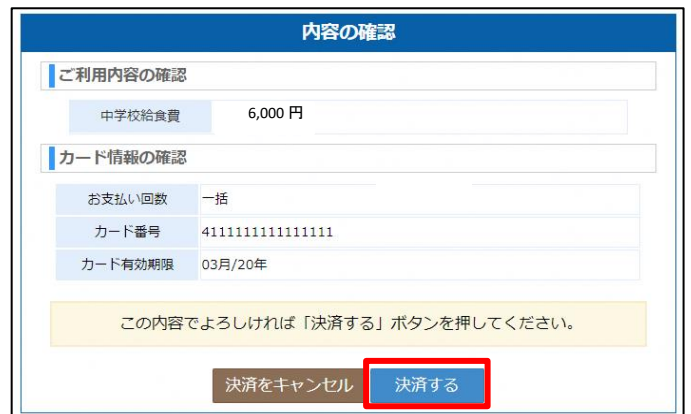 内容の確認
ご利用内容の確認
中学校給食費 6,000 円
カード情報の確認
お支払い回数 一括
カード番号 4111111111111111
カード有効期限 03月/20年
この内容でよろしければ「決済する」ボタンを押してください。
決済をキャンセル 決済する